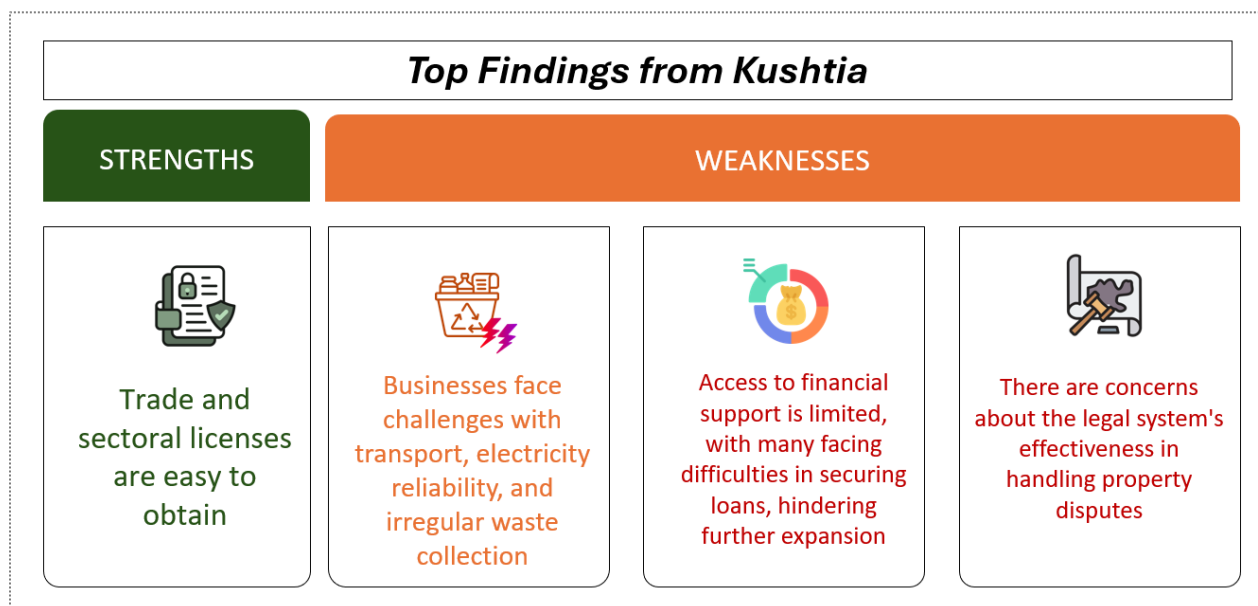 Top Findings from Kushtia
STRENGTHS
WEAKNESSES
Trade and
sectoral licenses
are easy to
obtain
Businesses face
challenges with
transport, electricity
reliability, and
irregular waste
collection
Access to financial
support is limited,
with many facing
difficulties in securing
loans, hindering
further expansion
There are concerns
about the legal system's
effectiveness in
handling property
disputes